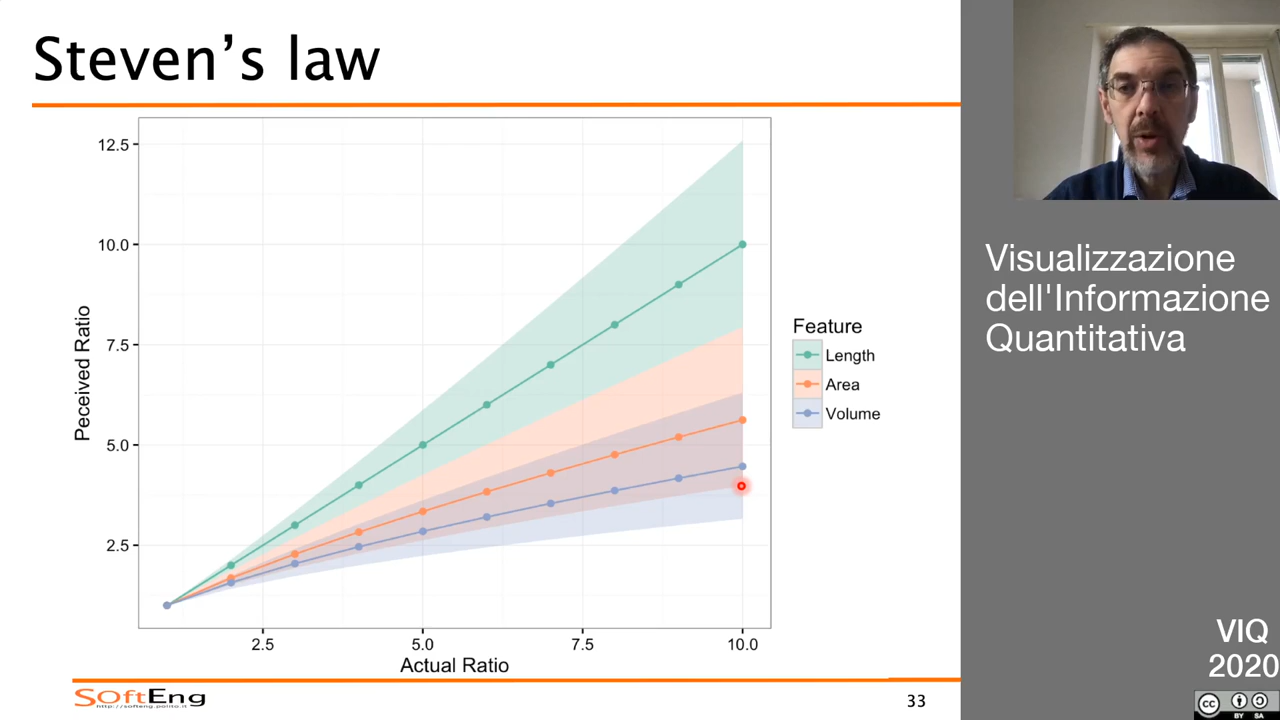 Steven's law
12.5
10.0
7.5
5.0
2.5
Peceived Ratio
2.5
5.0
7.5
10.0
Actual Ratio
Feature
Length
Area
Volume
SOftEng
http://softeng.polito.it
33
Visualizzazione
dell'Informazione
Quantitativa
VIQ
2020
cc
BY SA